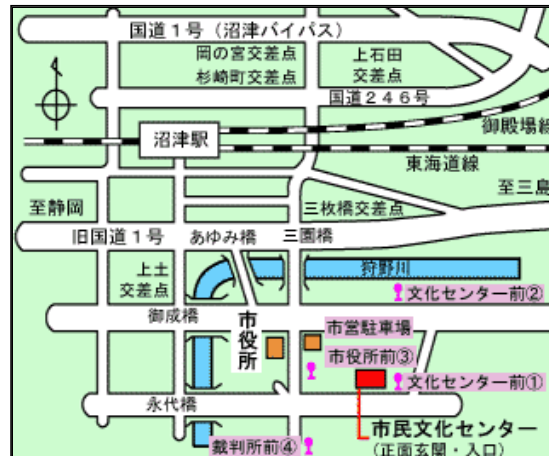 国道1号(沼津バイパス)
岡の宮交差点
杉崎町交差点
上石田
交差点
国道246号
沼津駅
御殿場線
東海道線
至三島
至静岡
三枚橋交差点
旧国道1号
あゆみ橋
三園橋
上土
交差点
狩野川
文化センター前②
御成橋
市役所
市営駐車場
市役所前③
文化センター前①
永代橋
市民文化センター
(正面玄関・入口)
裁判所前④